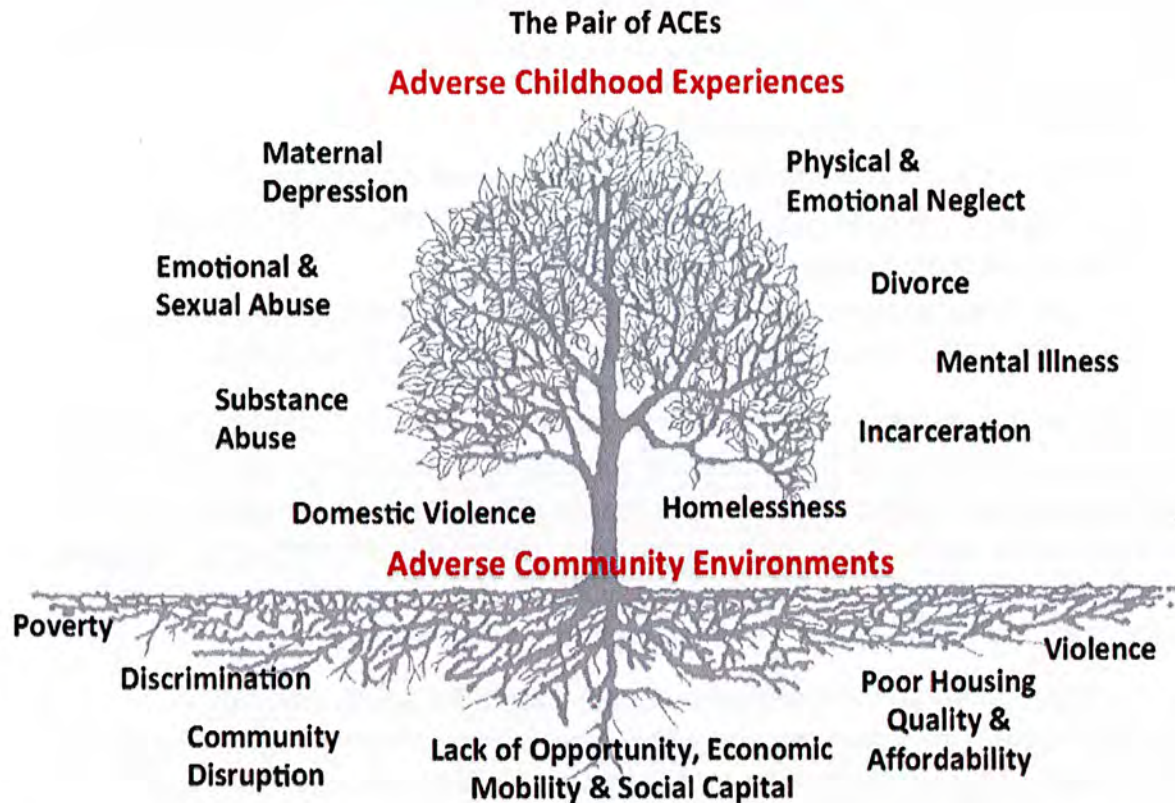 The Pair of ACEs
Adverse Childhood Experiences
Maternal
Depression
Physical &
Emotional Neglect
Emotional &
Sexual Abuse
Divorce
Mental Illness
Substance
Abuse
Incarceration
Domestic Violence
Homelessness
Adverse Community Environments
Poverty
Violence
Discrimination
Poor Housing
Quality &
Affordability
Community
Disruption
Lack of Opportunity, Economic
Mobility & Social Capital